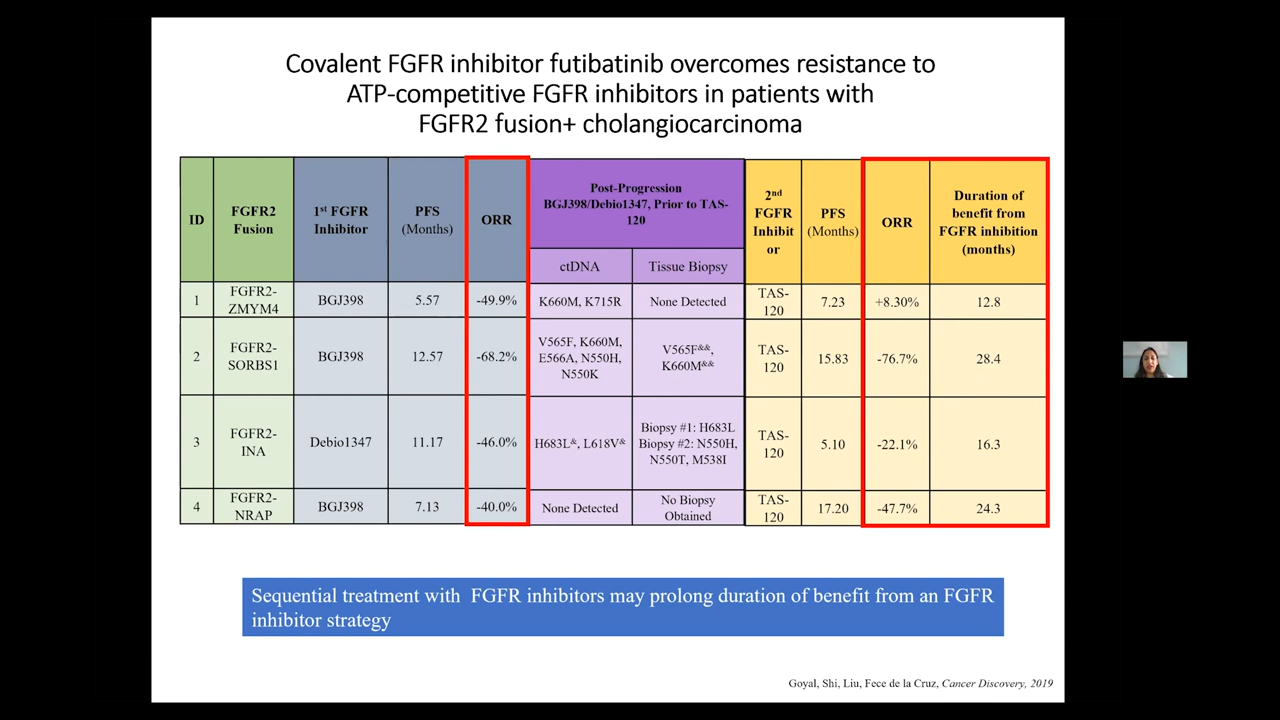 Covalent FGFR inhibitor futibatinib overcomes resistance to
ATP-competitive FGFR inhibitors in patients with
FGFR2 fusion+ cholangiocarcinoma
ID
FGFR2
Fusion
1st FGFR
Inhibitor
PFS
(Months)
ORR
Post-Progression
BGJ398/Debio1347, Prior to TAS-
120
ctDNA
Tissue Biopsy
2nd
FGFR
Inhibit
or
PFS
(Months)
ORR
Duration of
benefit from
FGFR inhibition
(months)
1
FGFR2-
ZMYM4
BGJ398
5.57
-49.9%
K660M, K715R
None Detected
TAS-
120
7.23
+8.30%
12.8
2
FGFR2-
SORBS1
BGJ398
12.57
-68.2%
V565F, K660M,
E566A, N550H,
N550K
V565F&&,
K660M&&
TAS-
120
15.83
-76.7%
28.4
3
FGFR2-
INA
Debio1347
11.17
-46.0%
H683L&, L618V&
Biopsy #1: H683L
Biopsy #2: N550H,
N550T, M538I
TAS-
120
5.10
-22.1%
16.3
4
FGFR2-
NRAP
BGJ398
7.13
-40.0%
None Detected
No Biopsy
Obtained
TAS-
120
17.20
-47.7%
24.3
Sequential treatment with FGFR inhibitors may prolong duration of benefit from an FGFR
inhibitor strategy
Goyal, Shi, Liu, Fece de la Cruz, Cancer Discovery, 2019